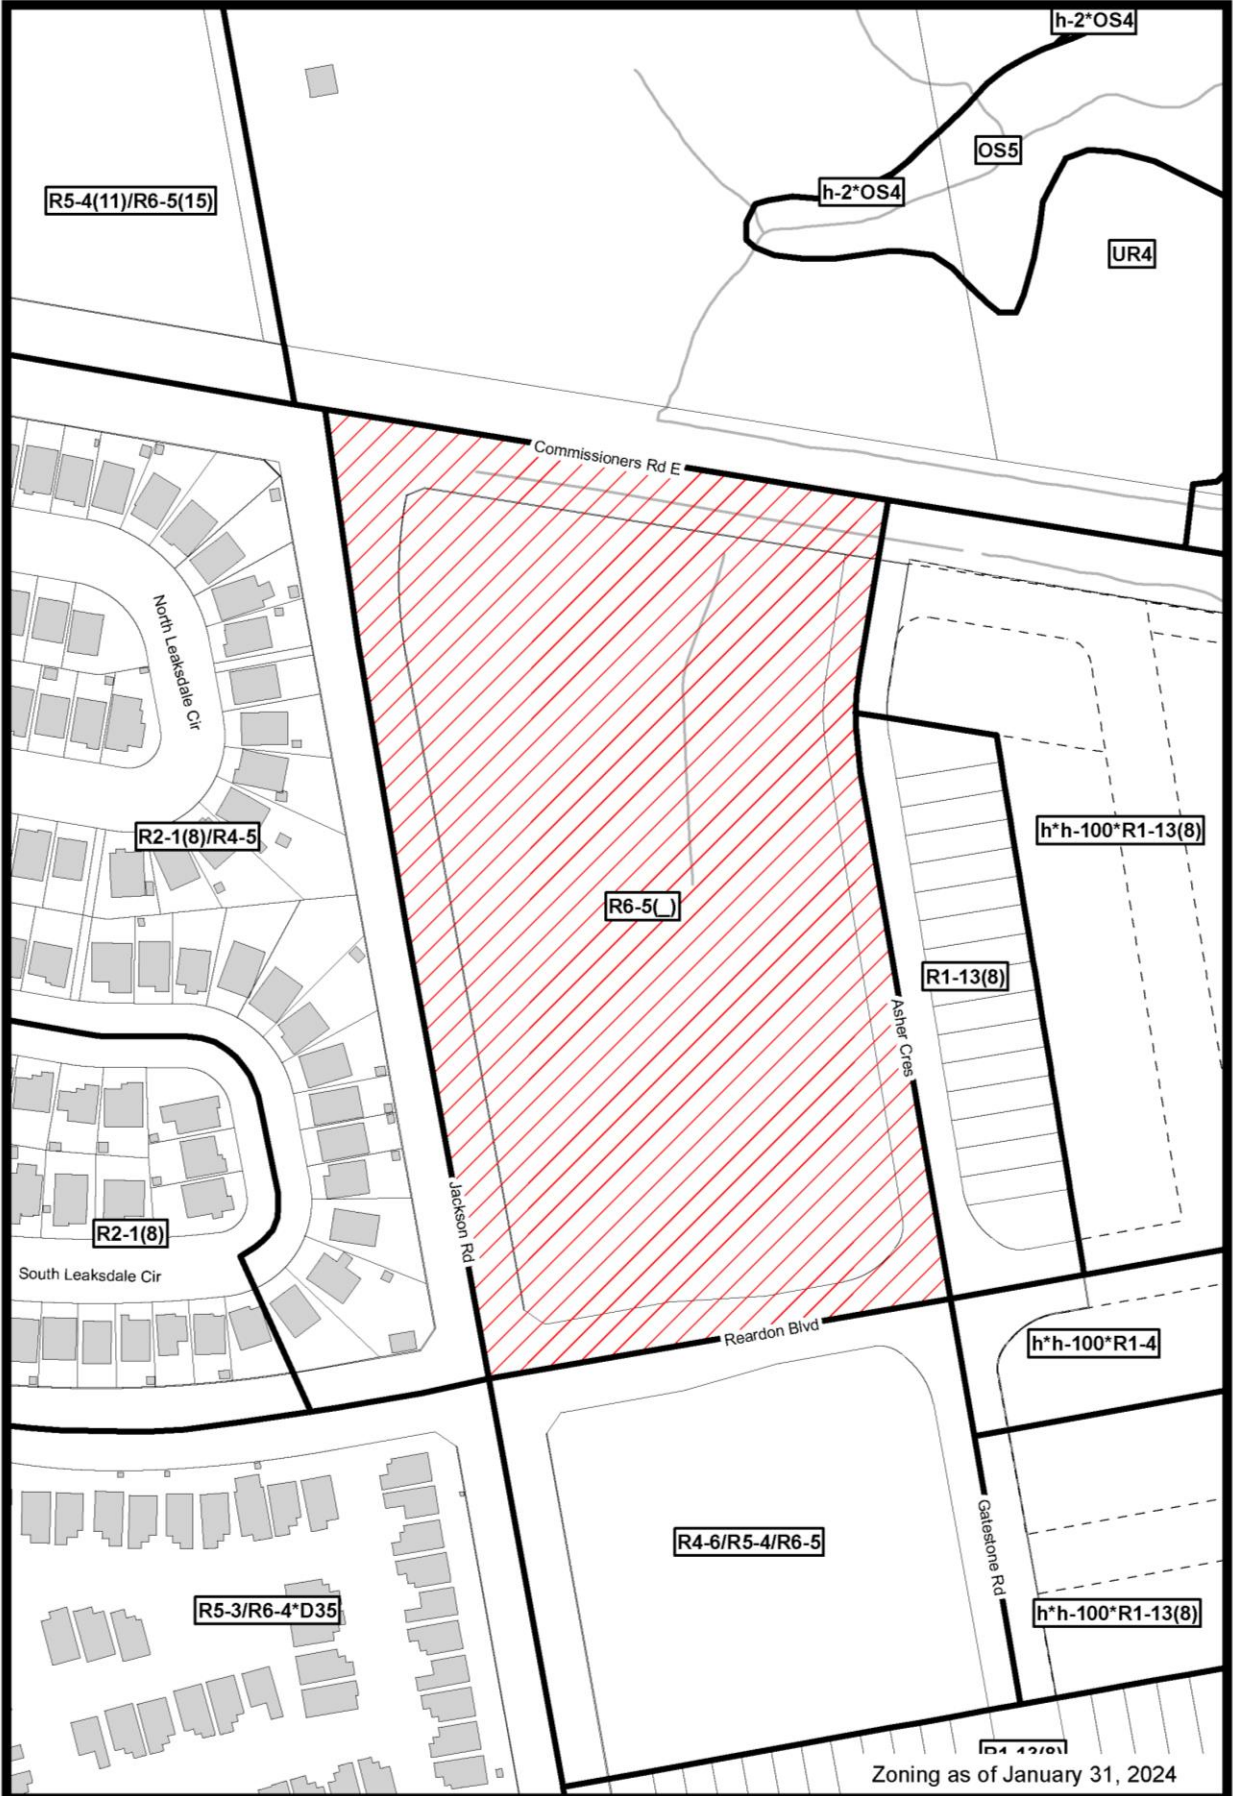 h-2*OS4
OS5
h-2*OS4
R5-4(11)/R6-5(15)
UR4
Commissioners Rd E
North Leaksdale Cir
R2-1(8)/R4-5
h*h-100*R1-13(8)
R6-5(_)
R1-13(8)
Asher Cres
Jackson Rd
R2-1(8)
South Leaksdale Cir
Reardon Blvd
h*h-100*R1-4
R4-6/R5-4/R6-5
Gatestone Rd
R5-3/R6-4*D35
h*h-100*R1-13(8)
R1-13(8)
Zoning as of January 31, 2024